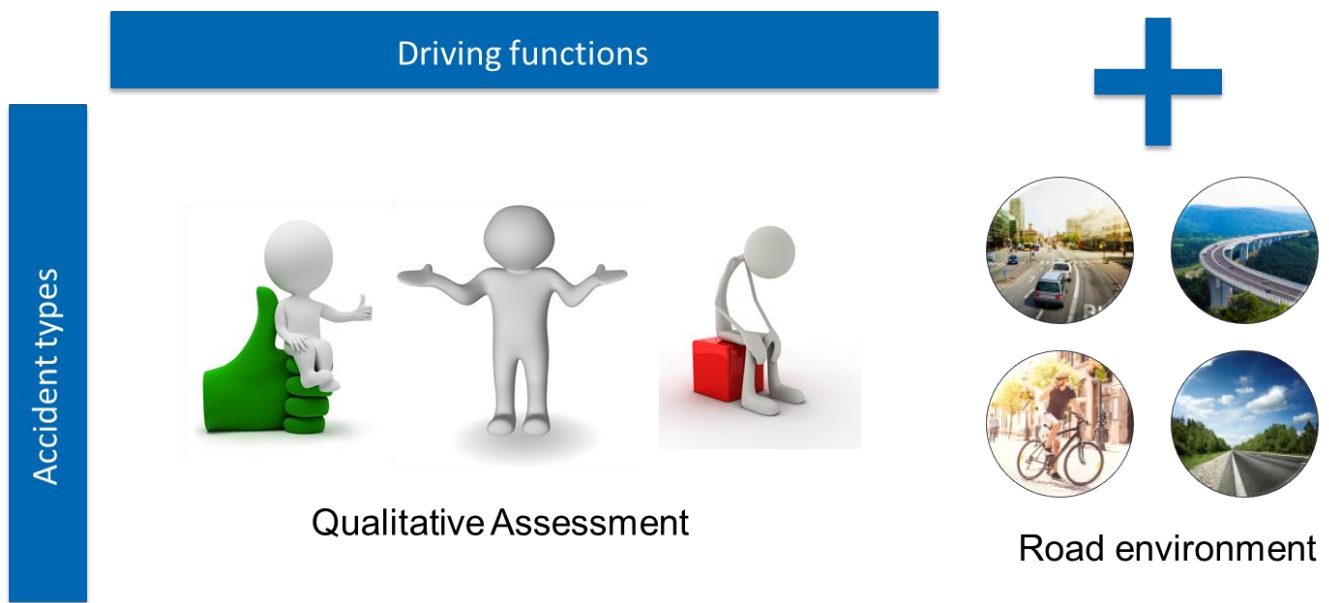 Driving functions
Accident types
Qualitative Assessment
Road environment